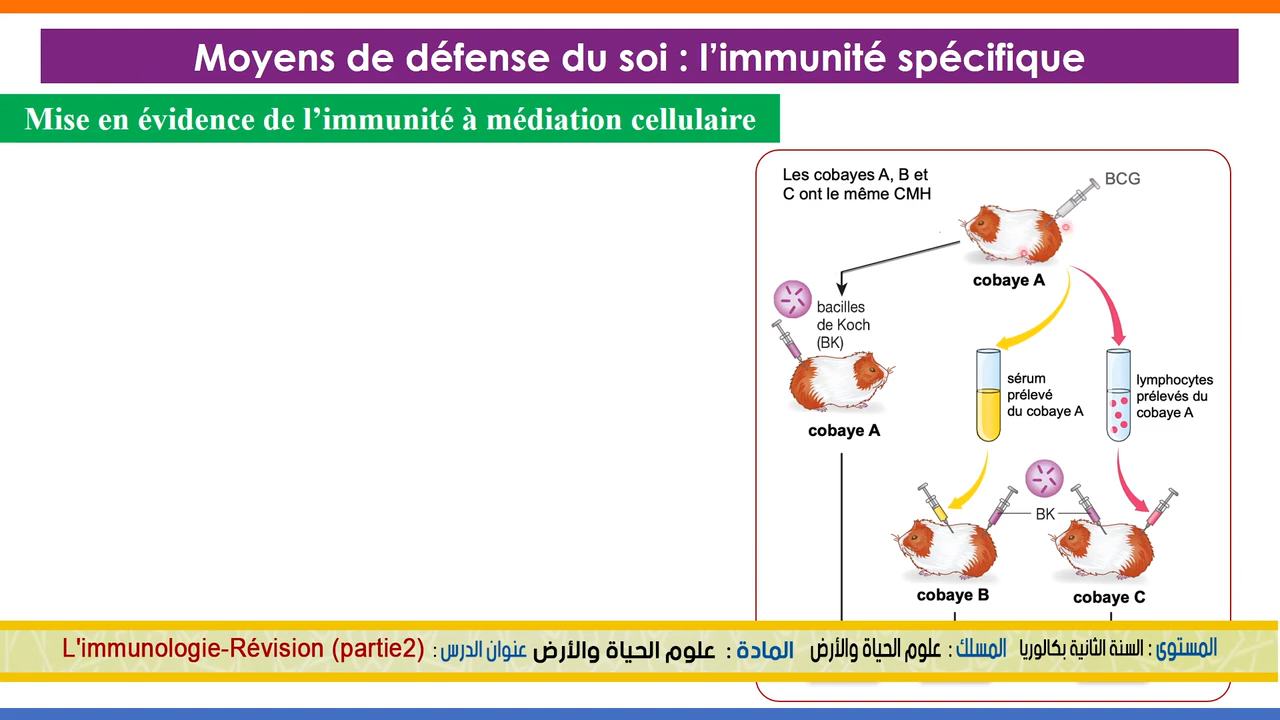 Moyens de défense du soi : l’immunité spécifique
Mise en évidence de l’immunité à médiation cellulaire
Les cobayes A, B et
C ont le même CMH
BCG
cobaye A
bacilles
de Koch
(BK)
cobaye A
sérum
prélevé
du cobaye A
lymphocytes
prélevés du
cobaye A
BK
cobaye B
cobaye C
المستوى : السنة الثانية بكالوريا المسلك : علوم الحياة والأرض المادة : علوم الحياة والأرض عنوان الدرس : L'immunologie-Révision (partie2)